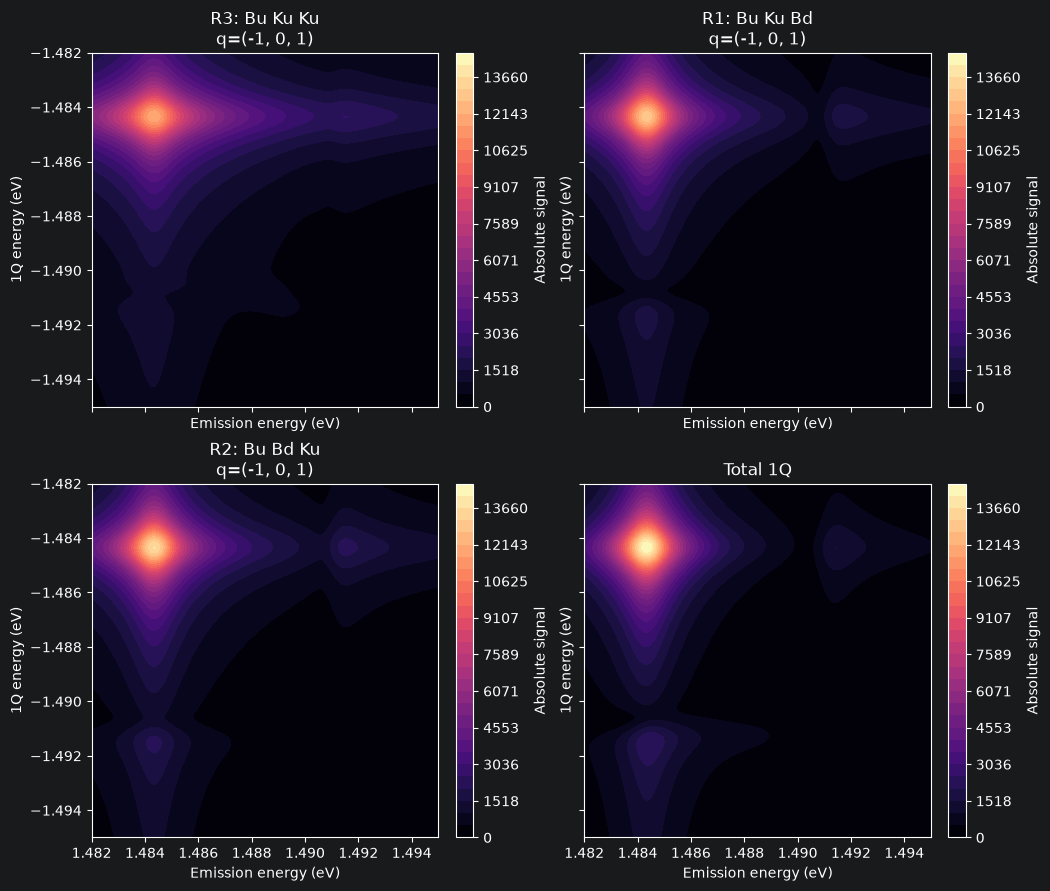 R3: Bu Ku Ku
q=(-1, 0, 1)
−1.482
−1.484
−1.486
−1.488
−1.490
−1.492
−1.494
1Q energy (eV)
Emission energy (eV)
13660
12143
10625
9107
7589
6071
4553
3036
1518
0
Absolute signal
R1: Bu Ku Bd
q=(-1, 0, 1)
1Q energy (eV)
Emission energy (eV)
13660
12143
10625
9107
7589
6071
4553
3036
1518
0
Absolute signal
R2: Bu Bd Ku
q=(-1, 0, 1)
−1.482
−1.484
−1.486
−1.488
−1.490
−1.492
−1.494
1Q energy (eV)
1.482 1.484 1.486 1.488 1.490 1.492 1.494
Emission energy (eV)
13660
12143
10625
9107
7589
6071
4553
3036
1518
0
Absolute signal
Total 1Q
1Q energy (eV)
1.482 1.484 1.486 1.488 1.490 1.492 1.494
Emission energy (eV)
13660
12143
10625
9107
7589
6071
4553
3036
1518
0
Absolute signal